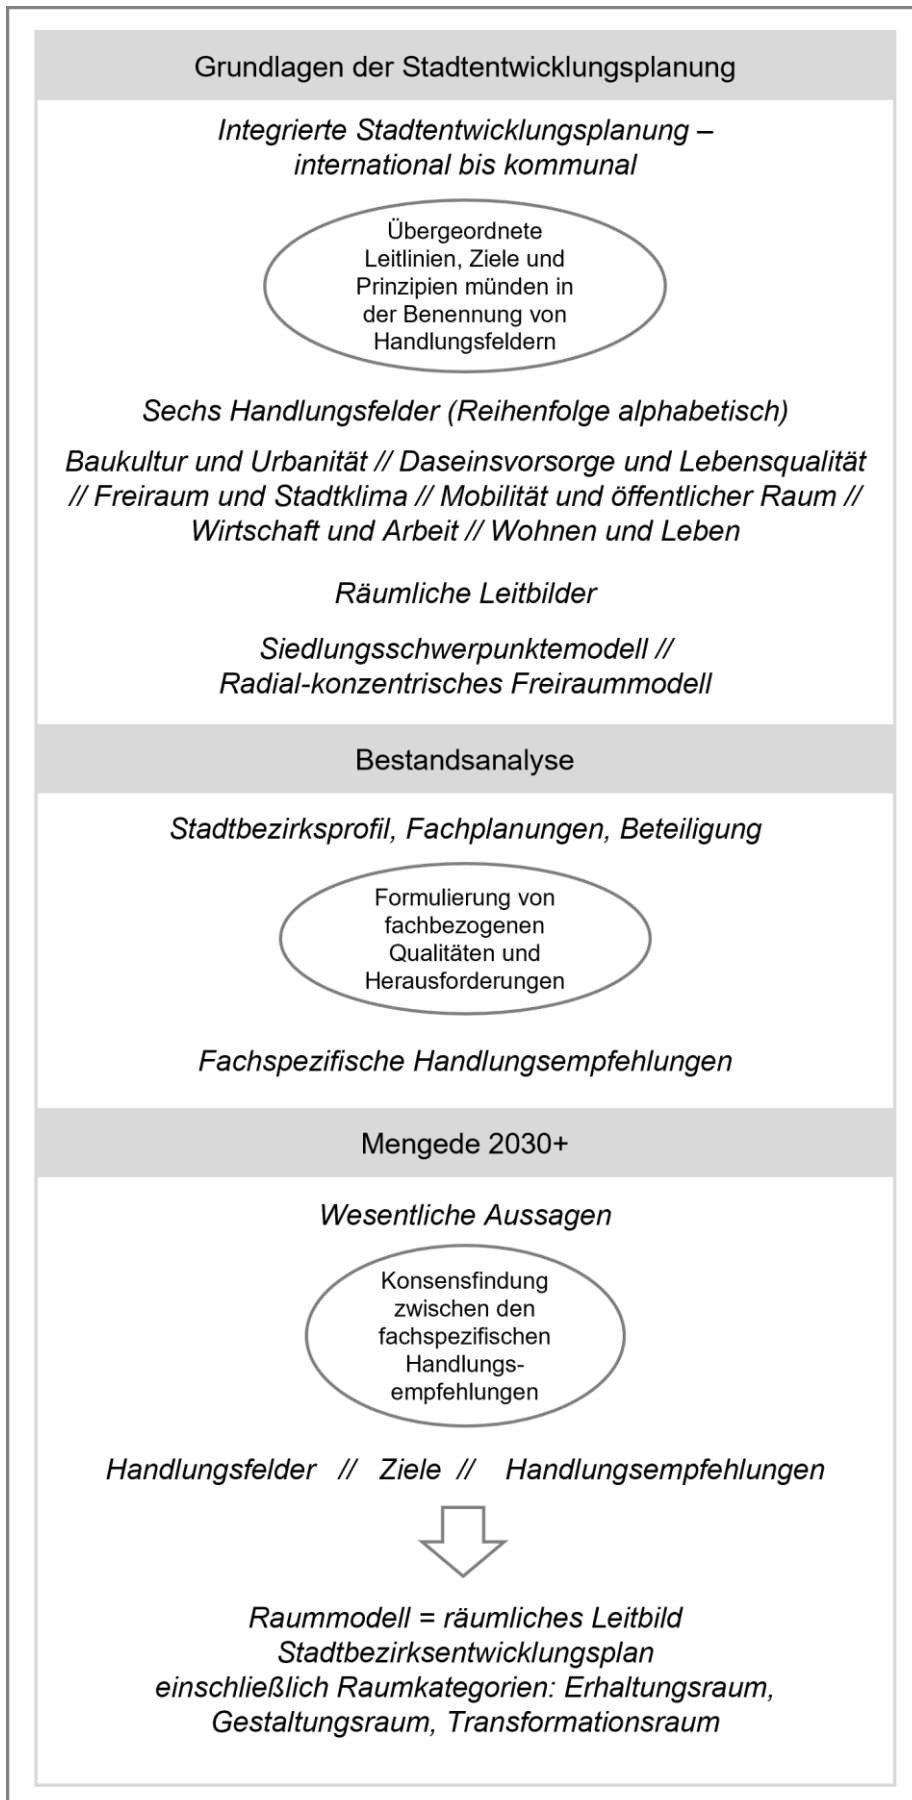 Grundlagen der Stadtentwicklungsplanung
Integrierte Stadtentwicklungsplanung –
international bis kommunal
Übergeordnete
Leitlinien, Ziele und
Prinzipien münden in
der Benennung von
Handlungsfeldern
Sechs Handlungsfelder (Reihenfolge alphabetisch)
Baukultur und Urbanität // Daseinsvorsorge und Lebensqualität
// Freiraum und Stadtklima // Mobilität und öffentlicher Raum //
Wirtschaft und Arbeit // Wohnen und Leben
Räumliche Leitbilder
Siedlungsschwerpunktemodell //
Radial-konzentrisches Freiraummodell
Bestandsanalyse
Stadtbezirksprofil, Fachplanungen, Beteiligung
Formulierung von
fachbezogenen
Qualitäten und
Herausforderungen
Fachspezifische Handlungsempfehlungen
Mengede 2030+
Wesentliche Aussagen
Konsensfindung
zwischen den
fachspezifischen
Handlungs-
empfehlungen
Handlungsfelder // Ziele // Handlungsempfehlungen
Raummodell = räumliches Leitbild
Stadtbezirksentwicklungsplan
einschließlich Raumkategorien: Erhaltungsraum,
Gestaltungsraum, Transformationsraum